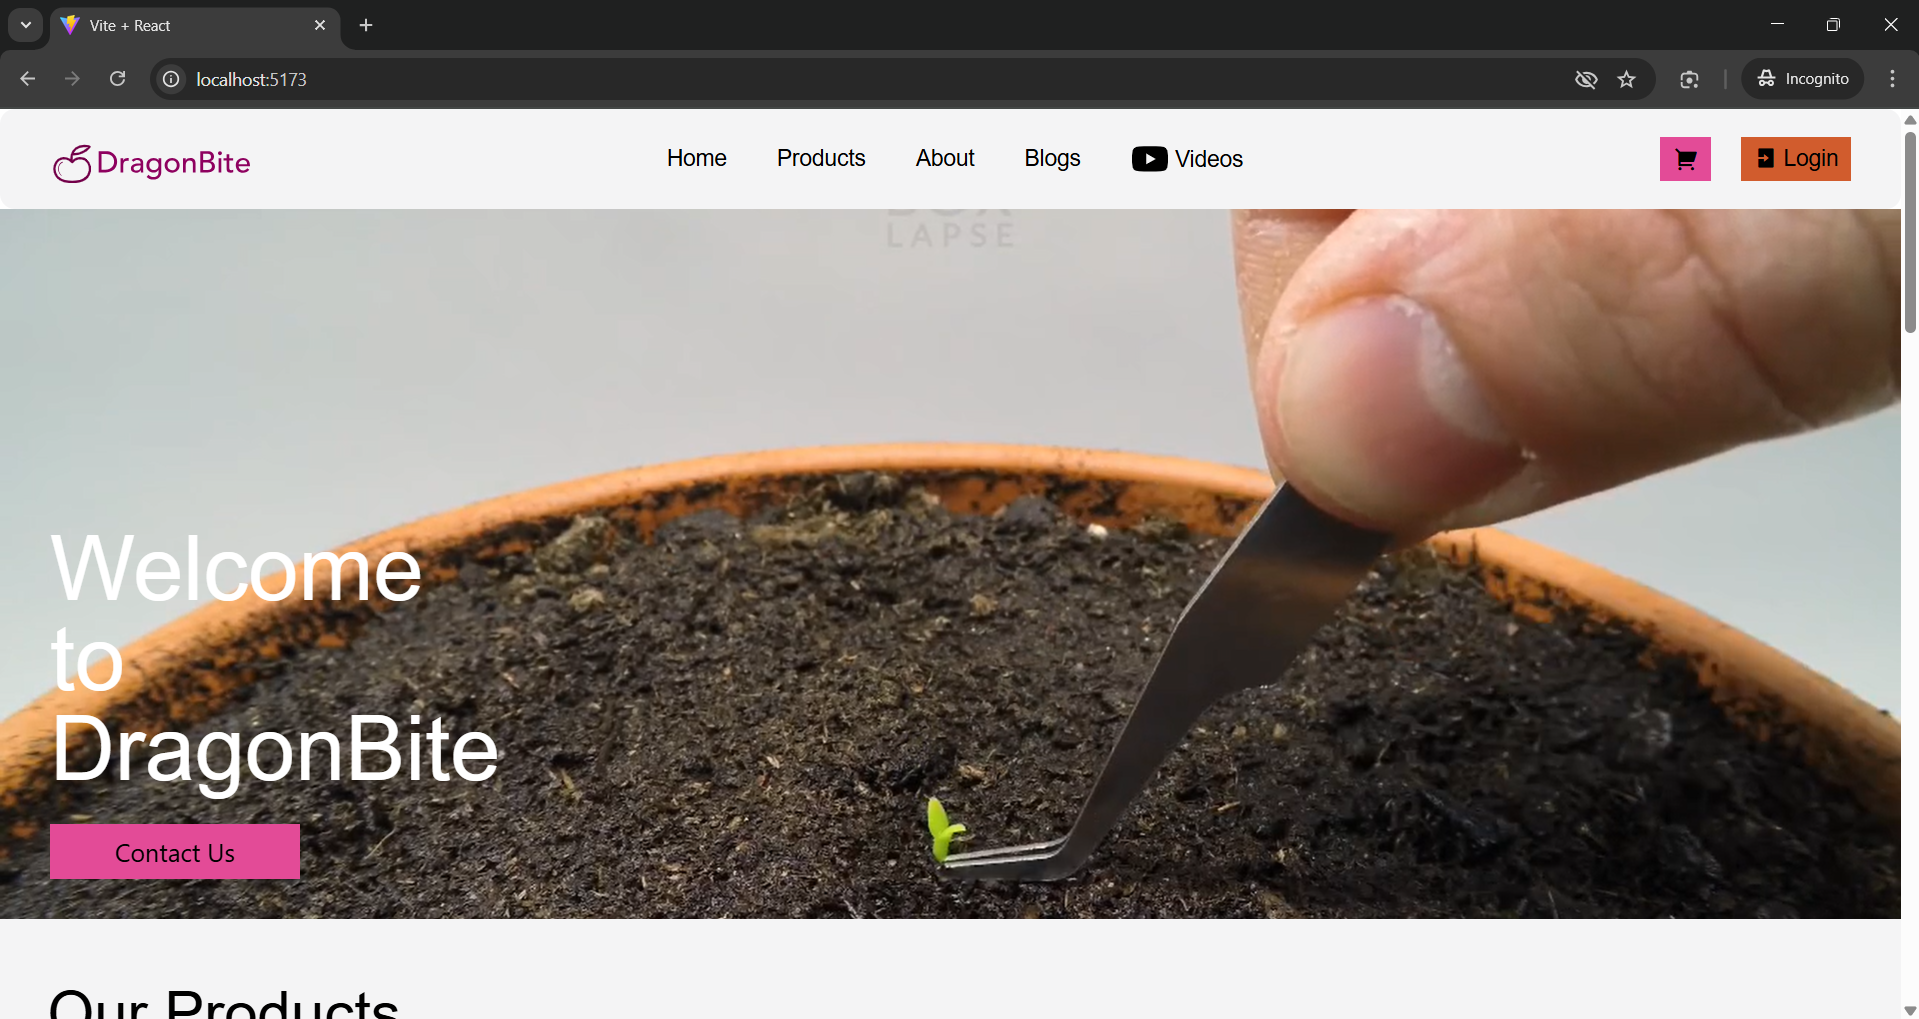 Vite + React
localhost:5173
Incognito
DragonBite
Home
Products
About
Blogs
Videos
Login
LAPSE
Welcome
to
DragonBite
Contact Us
Our Products